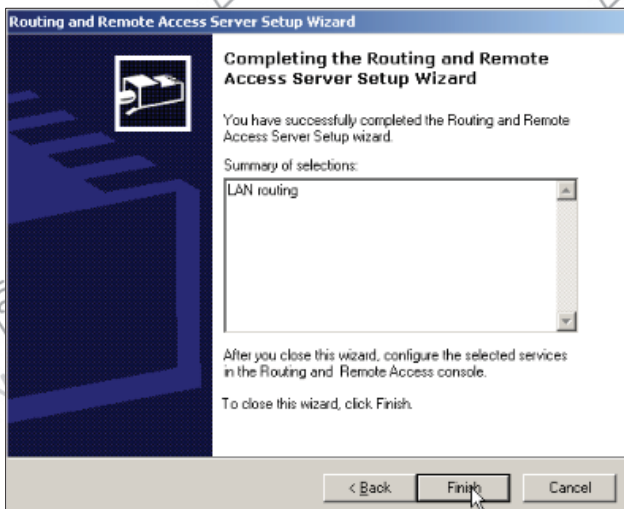 Routing and Remote Access Server Setup Wizard
Completing the Routing and Remote
Access Server Setup Wizard
You have successfully completed the Routing and Remote
Access Server Setup wizard.
Summary of selections:
LAN routing
After you close this wizard, configure the selected services
in the Routing and Remote Access console.
To close this wizard, click Finish.
< Back
Finish
Cancel